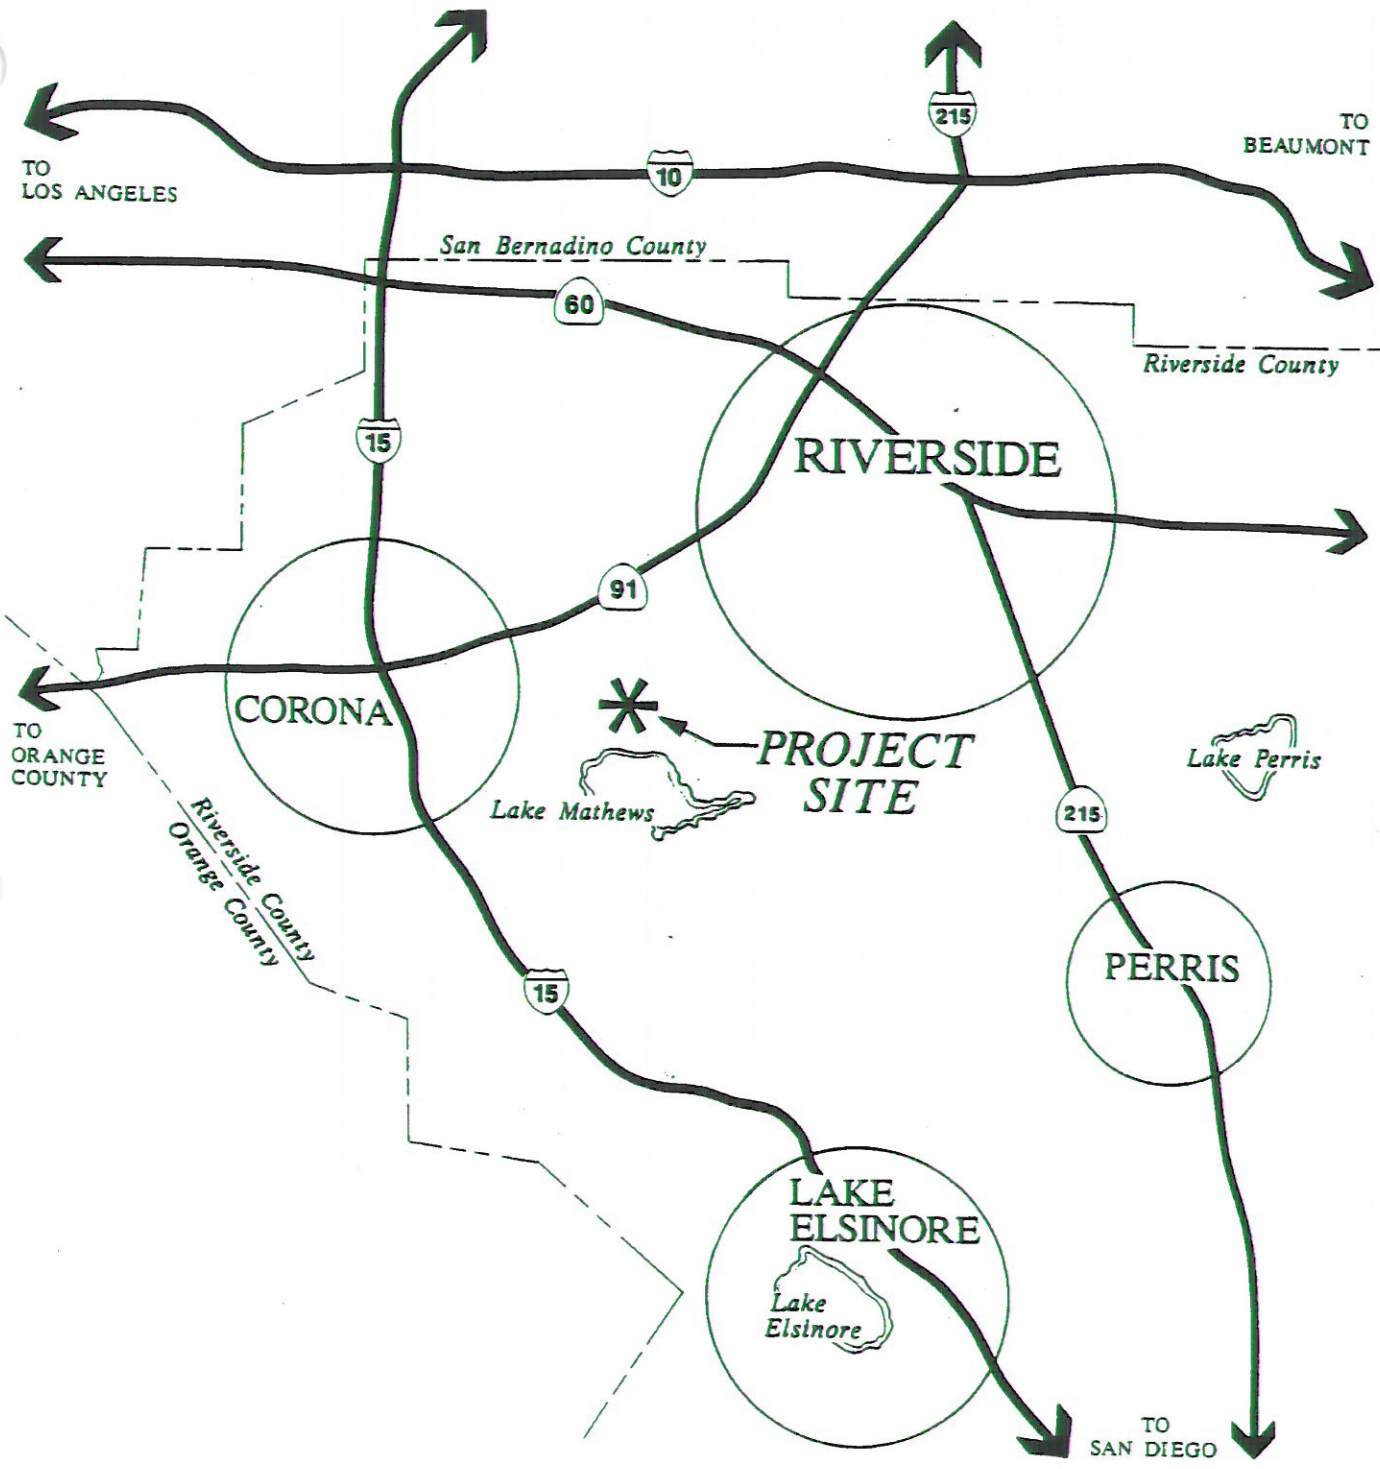 215
TO
BEAUMONT
10
TO
LOS ANGELES
San Bernadino County
60
Riverside County
15
RIVERSIDE
91
CORONA
TO
ORANGE
COUNTY
PROJECT
SITE
Lake Perris
Lake Mathews
215
Riverside County
Orange County
PERRIS
15
LAKE
ELSINORE
Lake
Elsinore
TO
SAN DIEGO